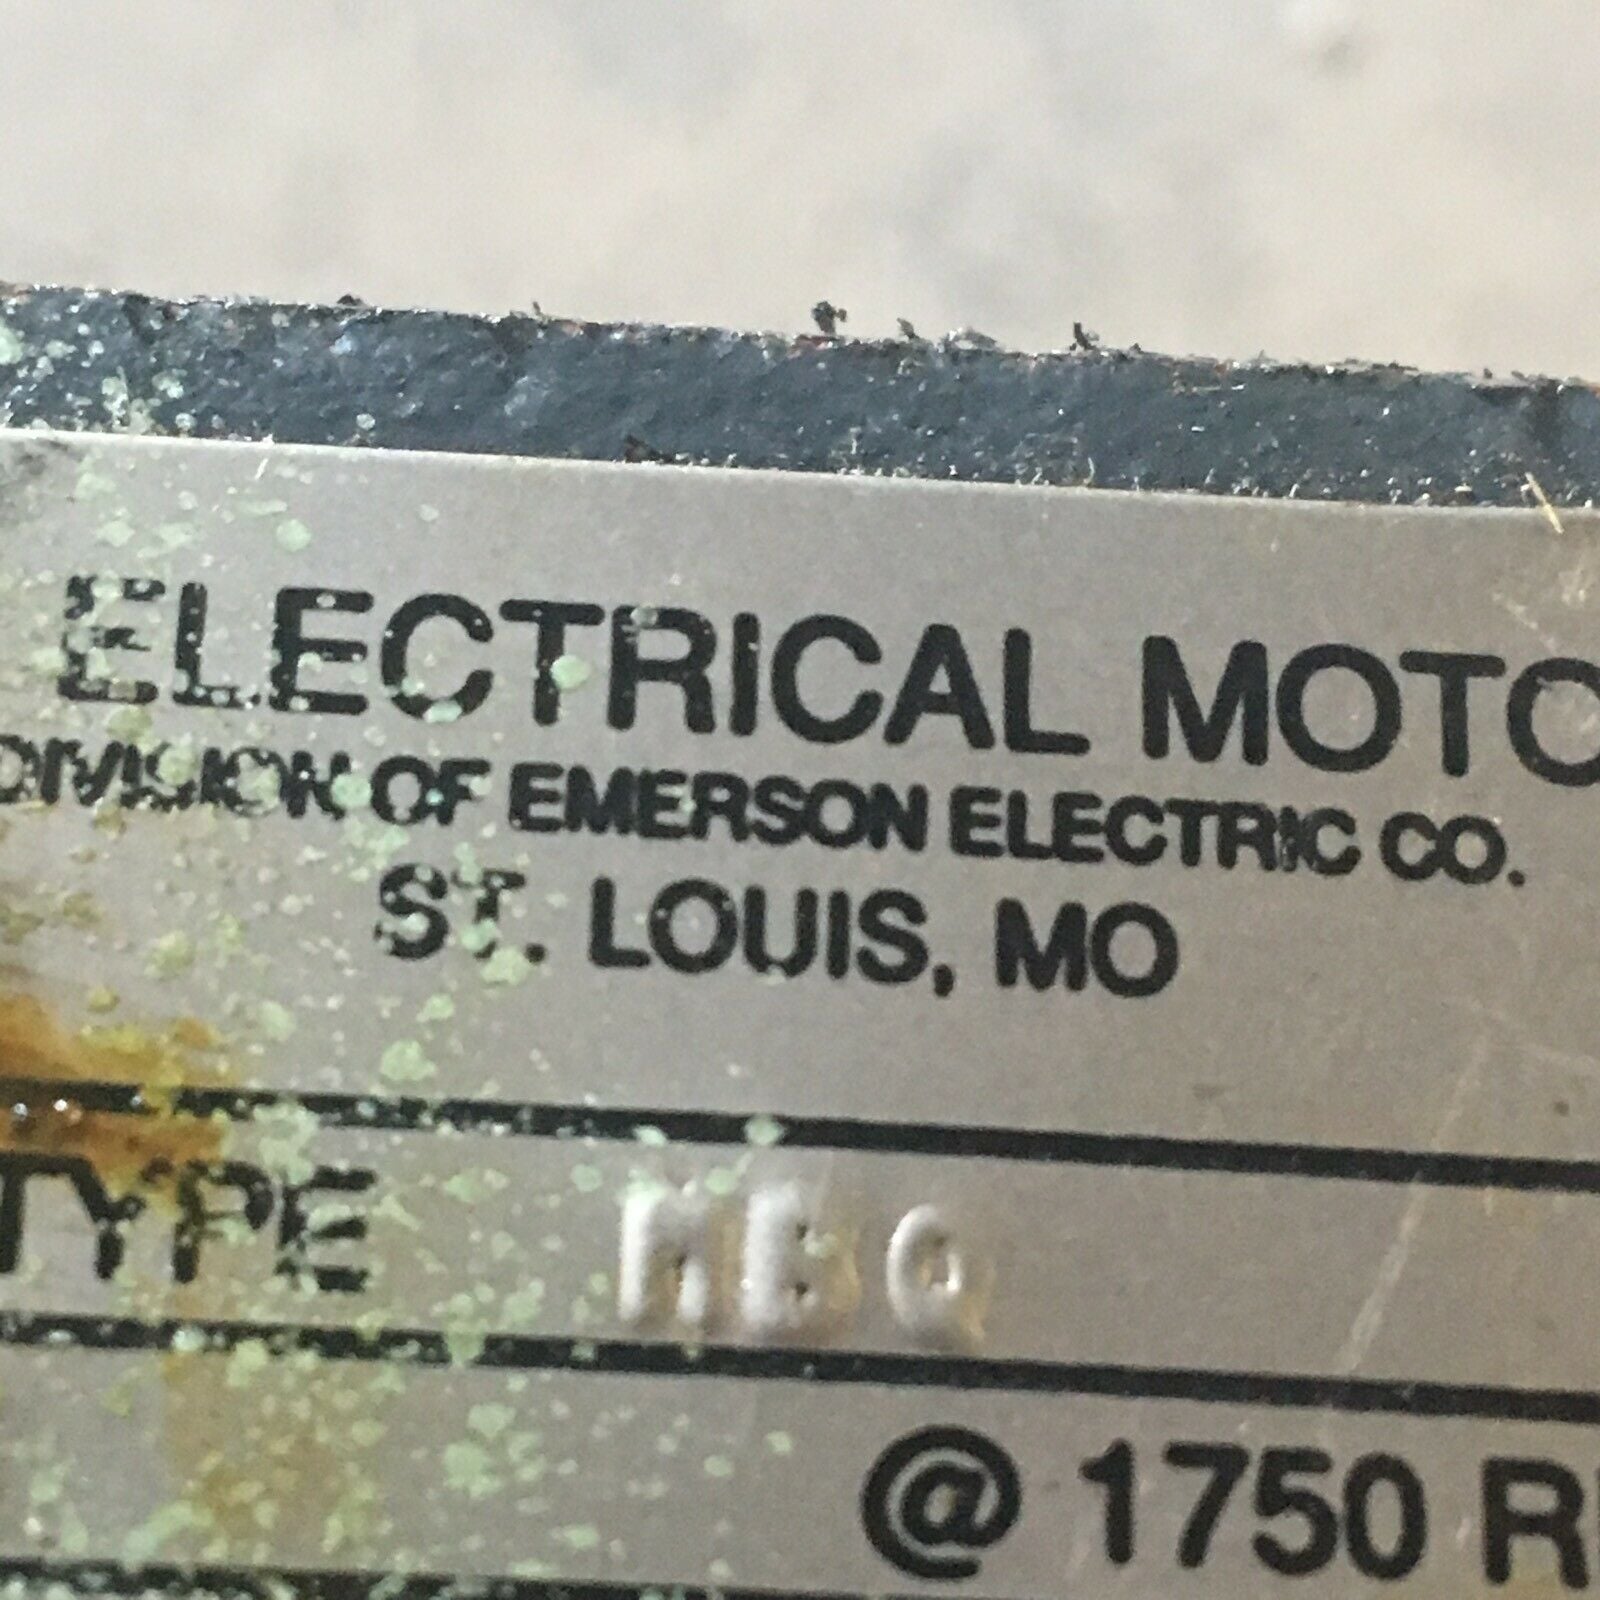 ELECTRICAL MOTO
DIVISION OF EMERSON ELECTRIC CO.
ST. LOUIS, MO
TYPE
@ 1750 R